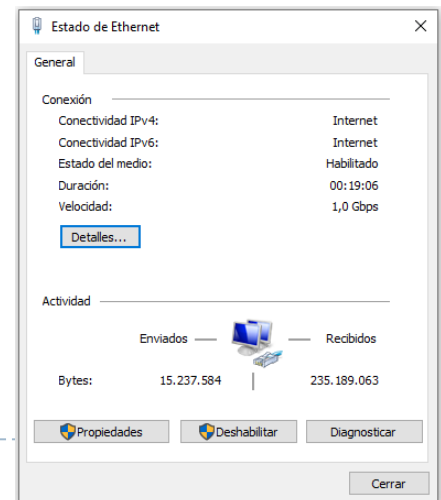 Estado de Ethernet
General
Conexión
Conectividad IPv4: Internet
Conectividad IPv6: Internet
Estado del medio: Habilitado
Duración: 00:19:06
Velocidad: 1,0 Gbps
Detalles...
Actividad
Enviados Recibidos
Bytes: 15.237.584 235.189.063
Propiedades Deshabilitar Diagnosticar
Cerrar